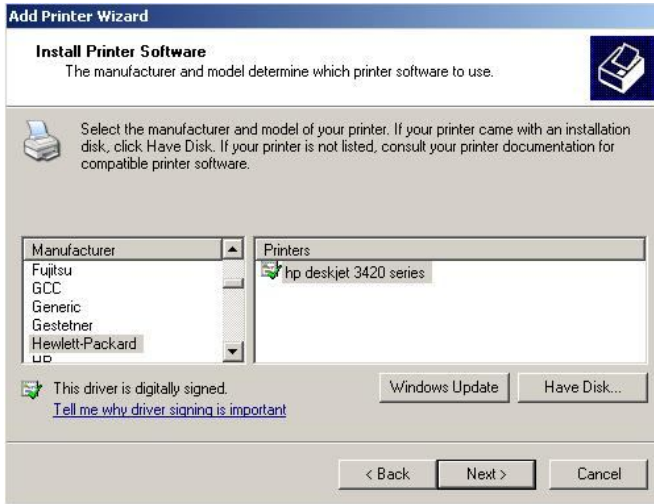 Add Printer Wizard
Install Printer Software
The manufacturer and model determine which printer software to use.
Select the manufacturer and model of your printer. If your printer came with an installation
disk, click Have Disk. If your printer is not listed, consult your printer documentation for
compatible printer software.
Manufacturer
Fujitsu
GCC
Generic
Gestetner
Hewlett-Packard
HP
Printers
hp deskjet 3420 series
This driver is digitally signed.
Tell me why driver signing is important
Windows Update
Have Disk...
< Back
Next >
Cancel